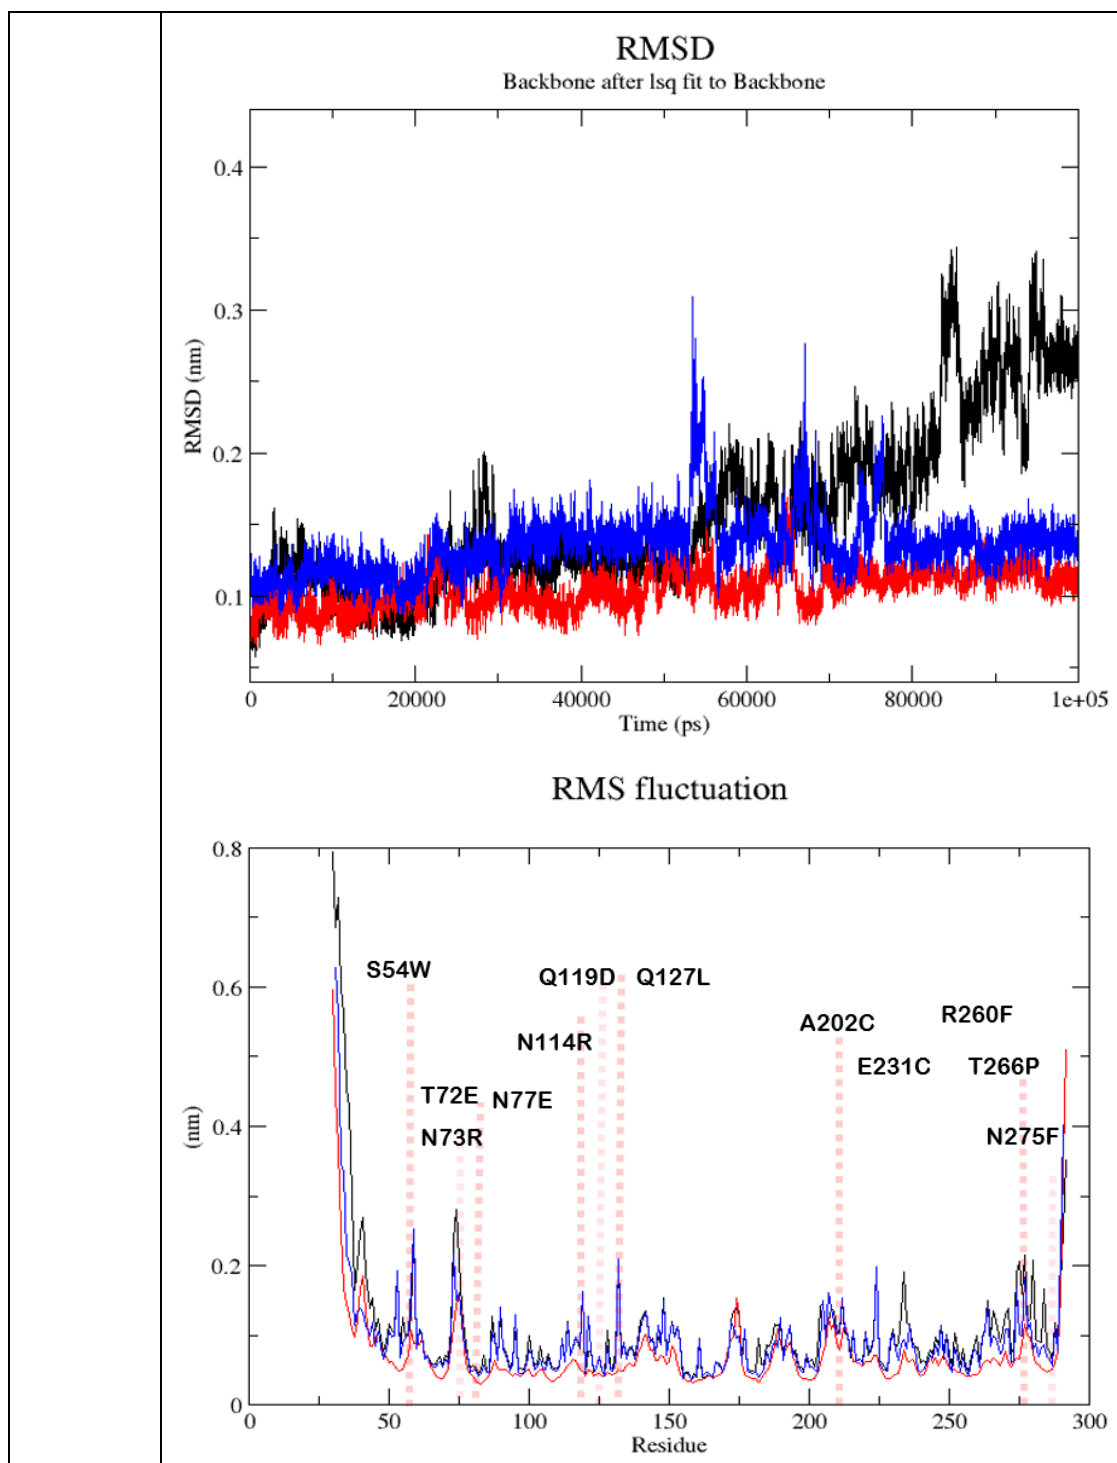 RMSD
Backbone after lsq fit to Backbone
0.4
0.3
0.2
0.1
RMSD (nm)
0 20000 40000 60000 80000 1e+05
Time (ps)
RMS fluctuation
0.8
0.6
0.4
0.2
0
(nm)
S54W
Q119D Q127L
N114R
A202C
R260F
E231C T266P
T72E N77E
N73R
N275F
0 50 100 150 200 250 300
Residue